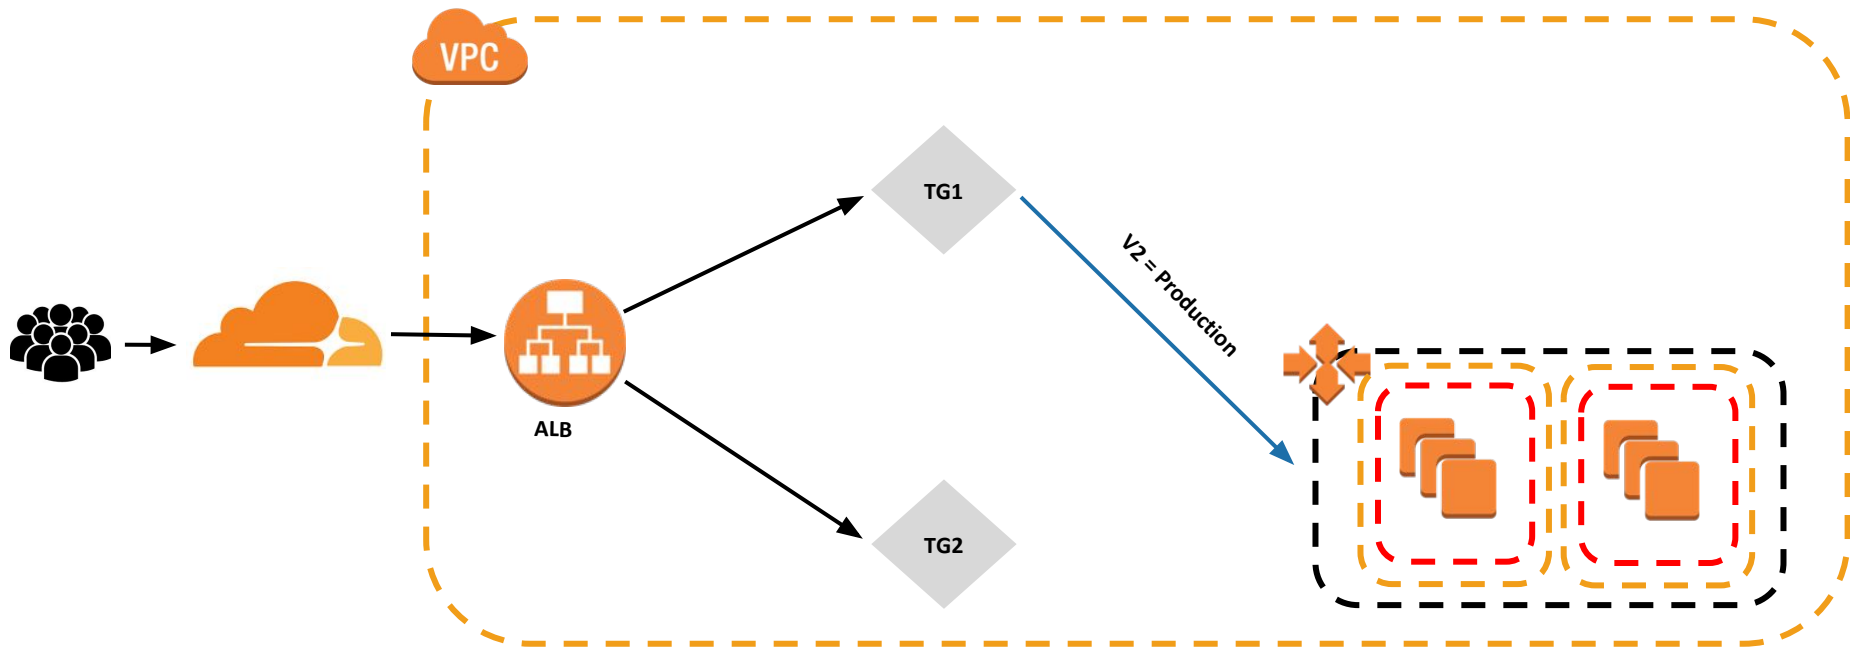 VPC
TG1
V2 = Production
ALB
TG2